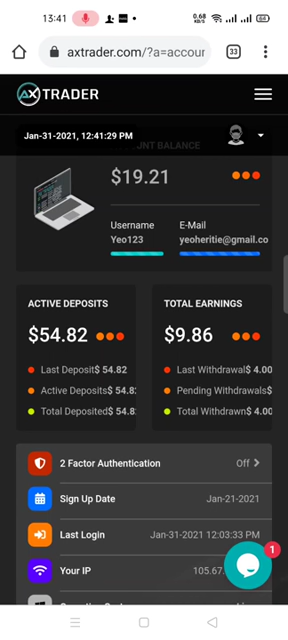 13:41
0.68
KB/S
64
axtrader.com/?a=accour
33
AXTRADER
Jan-31-2021, 12:41:29 PM
UNT BALANCE
$19.21
Username
Yeo123
E-Mail
yeoheritie@gmail.co
ACTIVE DEPOSITS
$54.82
Last Deposit$ 54.82
Active Deposits$ 54.8
Total Deposited$ 54.8
TOTAL EARNINGS
$9.86
Last Withdrawal$ 4.00
Pending Withdrawals$
Total Withdrawn$ 4.00
2 Factor Authentication Off
Sign Up Date Jan-21-2021
Last Login Jan-31-2021 12:03:33 PM
Your IP 105.67.
1